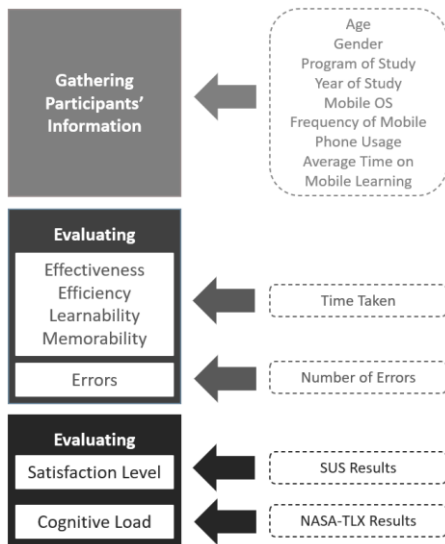 Gathering
Participants'
Information
Age
Gender
Program of Study
Year of Study
Mobile OS
Frequency of Mobile
Phone Usage
Average Time on
Mobile Learning
Evaluating
Effectiveness
Efficiency
Learnability
Memorability
Time Taken
Errors
Number of Errors
Evaluating
Satisfaction Level
SUS Results
Cognitive Load
NASA-TLX Results